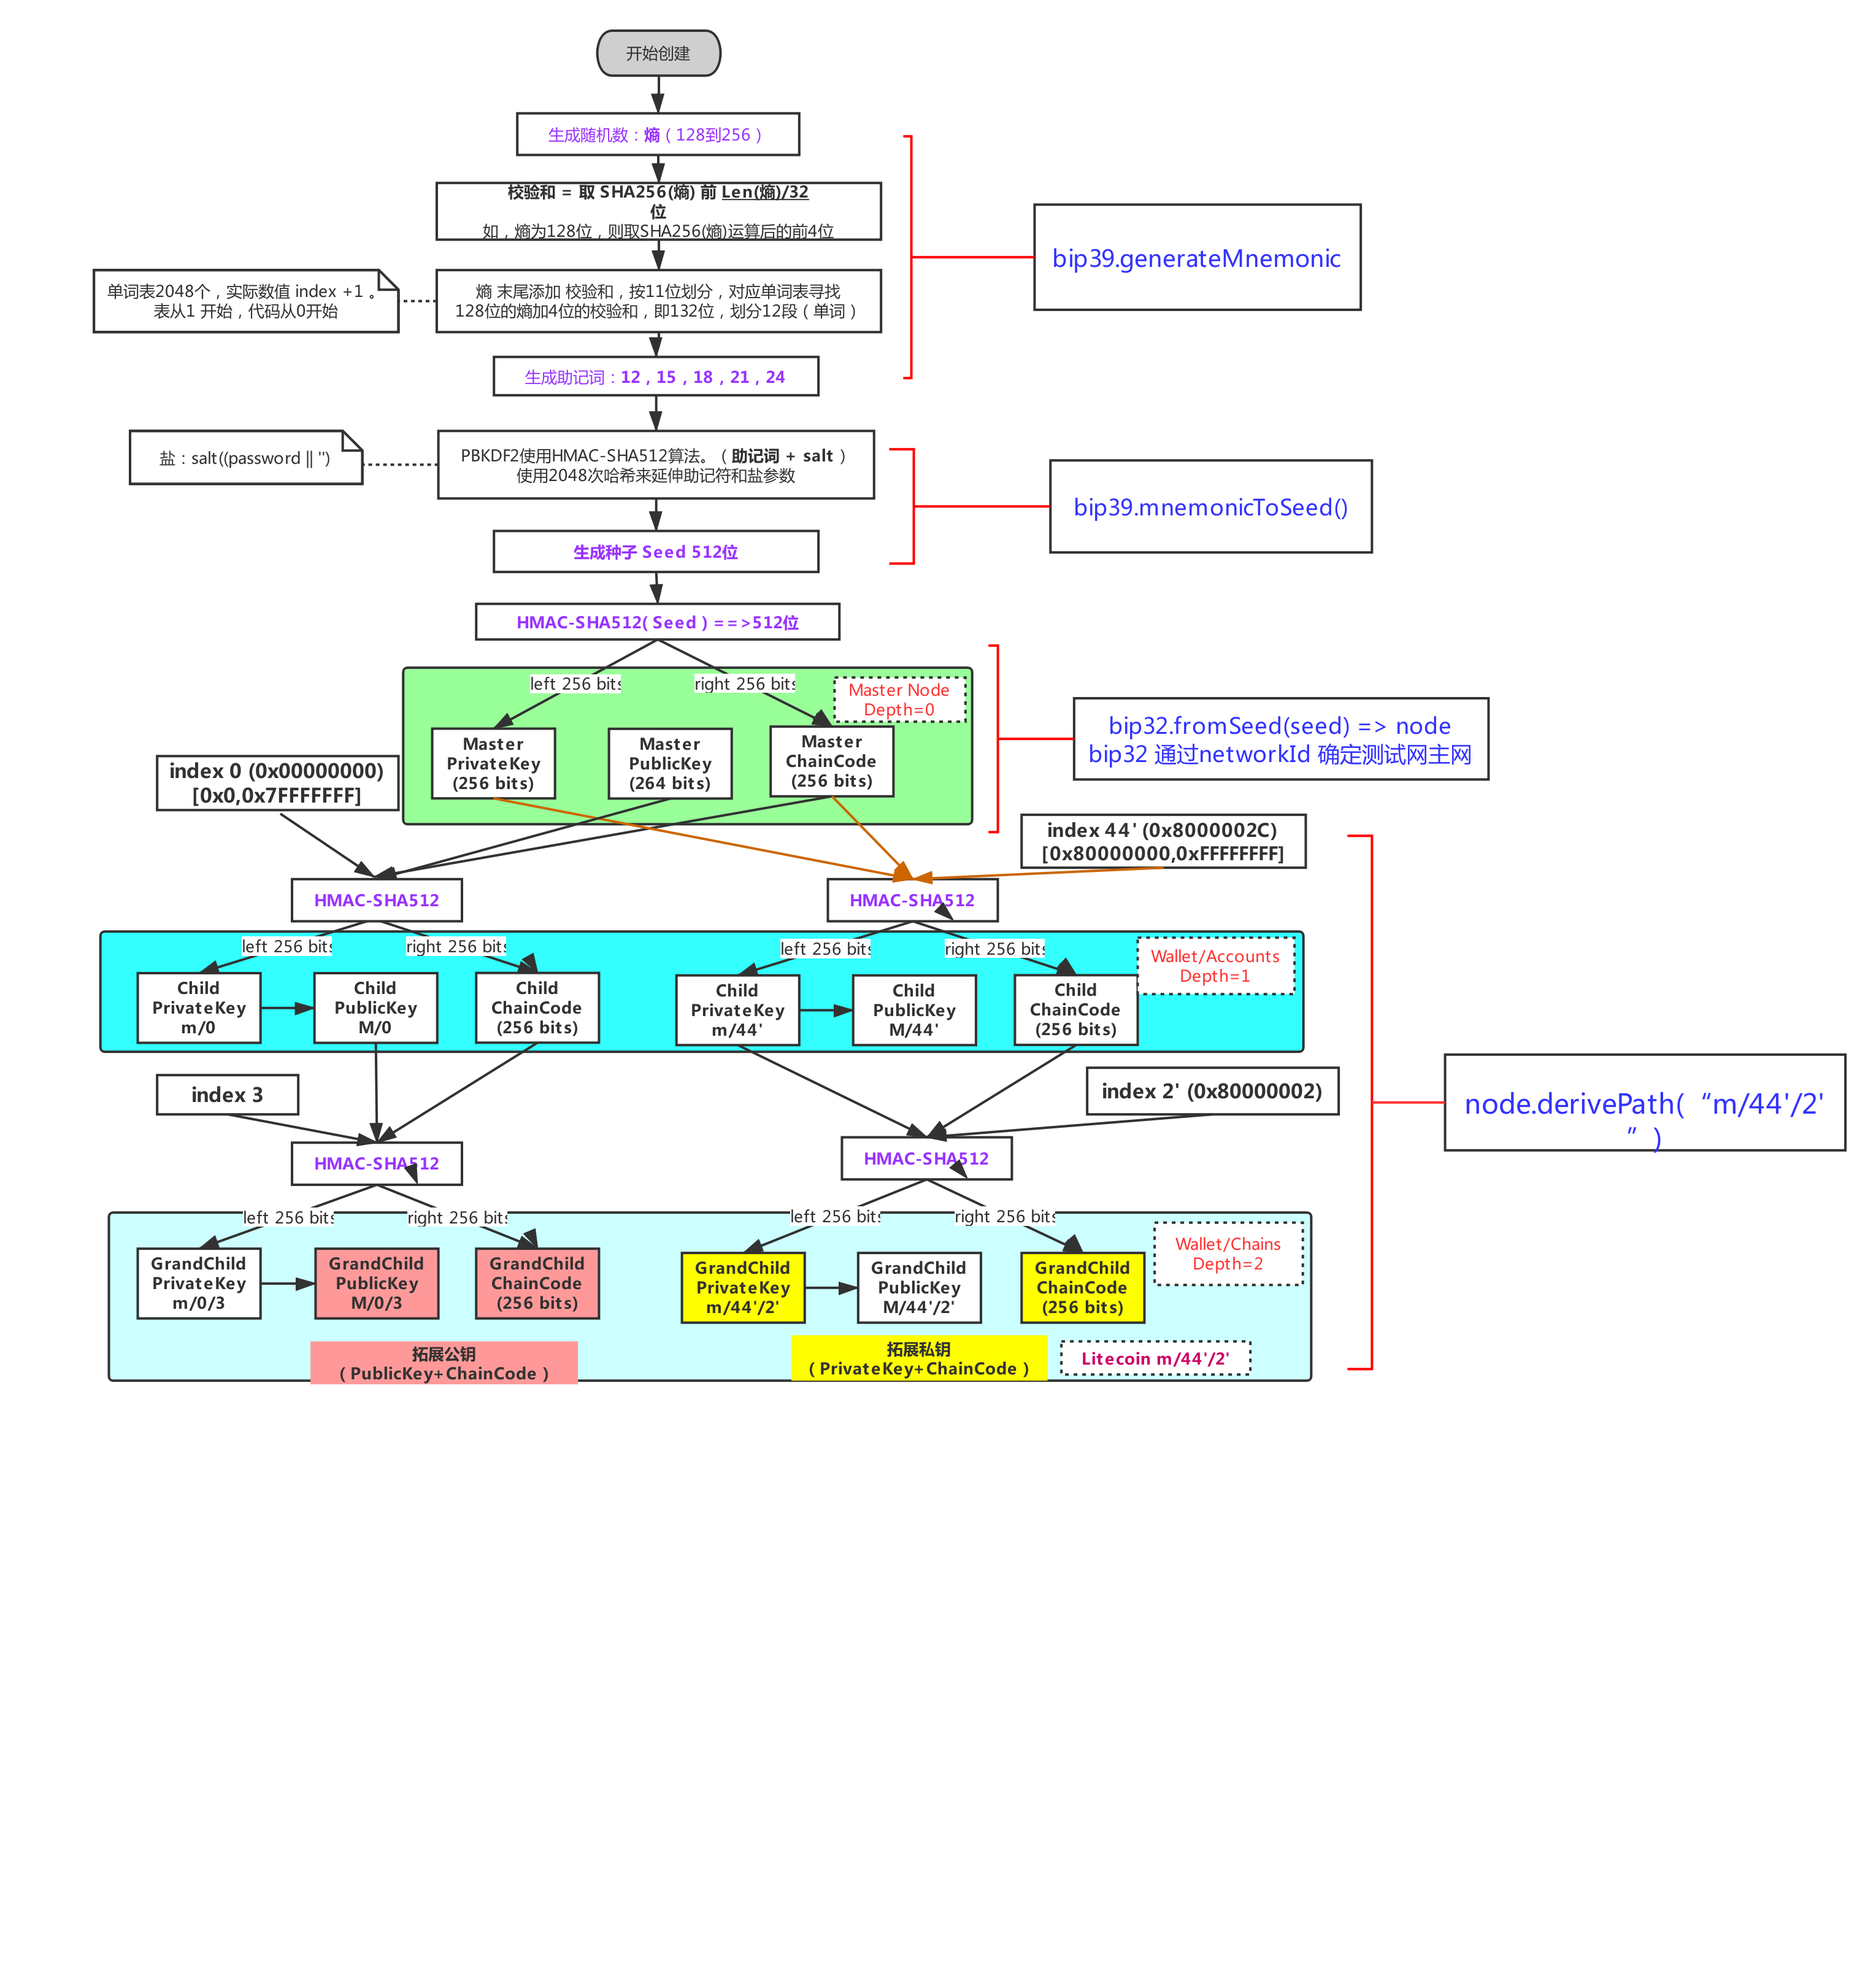 开始创建
生成随机数：熵（128到256）
校验和 = 取 SHA256(熵) 前 Len(熵)/32
位
如，熵为128位，则取SHA256(熵)运算后的前4位
bip39.generateMnemonic
单词表2048个，实际数值 index +1 。
表从1 开始，代码从0开始
熵 末尾添加 校验和，按11位划分，对应单词表寻找
128位的熵加4位的校验和，即132位，划分12段（单词）
生成助记词：12，15，18，21，24
盐：salt((password || '')
PBKDF2使用HMAC-SHA512算法。（助记词 + salt）
使用2048次哈希来延伸助记符和盐参数
bip39.mnemonicToSeed()
生成种子 Seed 512位
HMAC-SHA512( Seed ) ==>512位
left 256 bits
right 256 bits
Master Node
Depth=0
Master
PrivateKey
(256 bits)
Master
PublicKey
(264 bits)
Master
ChainCode
(256 bits)
bip32.fromSeed(seed) => node
bip32 通过networkId 确定测试网主网
index 0 (0x00000000)
[0x0,0x7FFFFFFF]
index 44' (0x8000002C)
[0x80000000,0xFFFFFFFF]
HMAC-SHA512
HMAC-SHA512
left 256 bits
right 256 bits
left 256 bits
right 256 bits
Wallet/Accounts
Depth=1
Child
PrivateKey
m/0
Child
PublicKey
M/0
Child
ChainCode
(256 bits)
Child
PrivateKey
m/44'
Child
PublicKey
M/44'
Child
ChainCode
(256 bits)
index 3
index 2' (0x80000002)
node.derivePath(“m/44'/2'
”)
HMAC-SHA512
HMAC-SHA512
left 256 bits
right 256 bits
left 256 bits
right 256 bits
Wallet/Chains
Depth=2
GrandChild
PrivateKey
m/0/3
GrandChild
PublicKey
M/0/3
GrandChild
ChainCode
(256 bits)
GrandChild
PrivateKey
m/44'/2'
GrandChild
PublicKey
M/44'/2'
GrandChild
ChainCode
(256 bits)
拓展公钥
（PublicKey+ChainCode）
拓展私钥
（PrivateKey+ChainCode）
Litecoin m/44'/2'